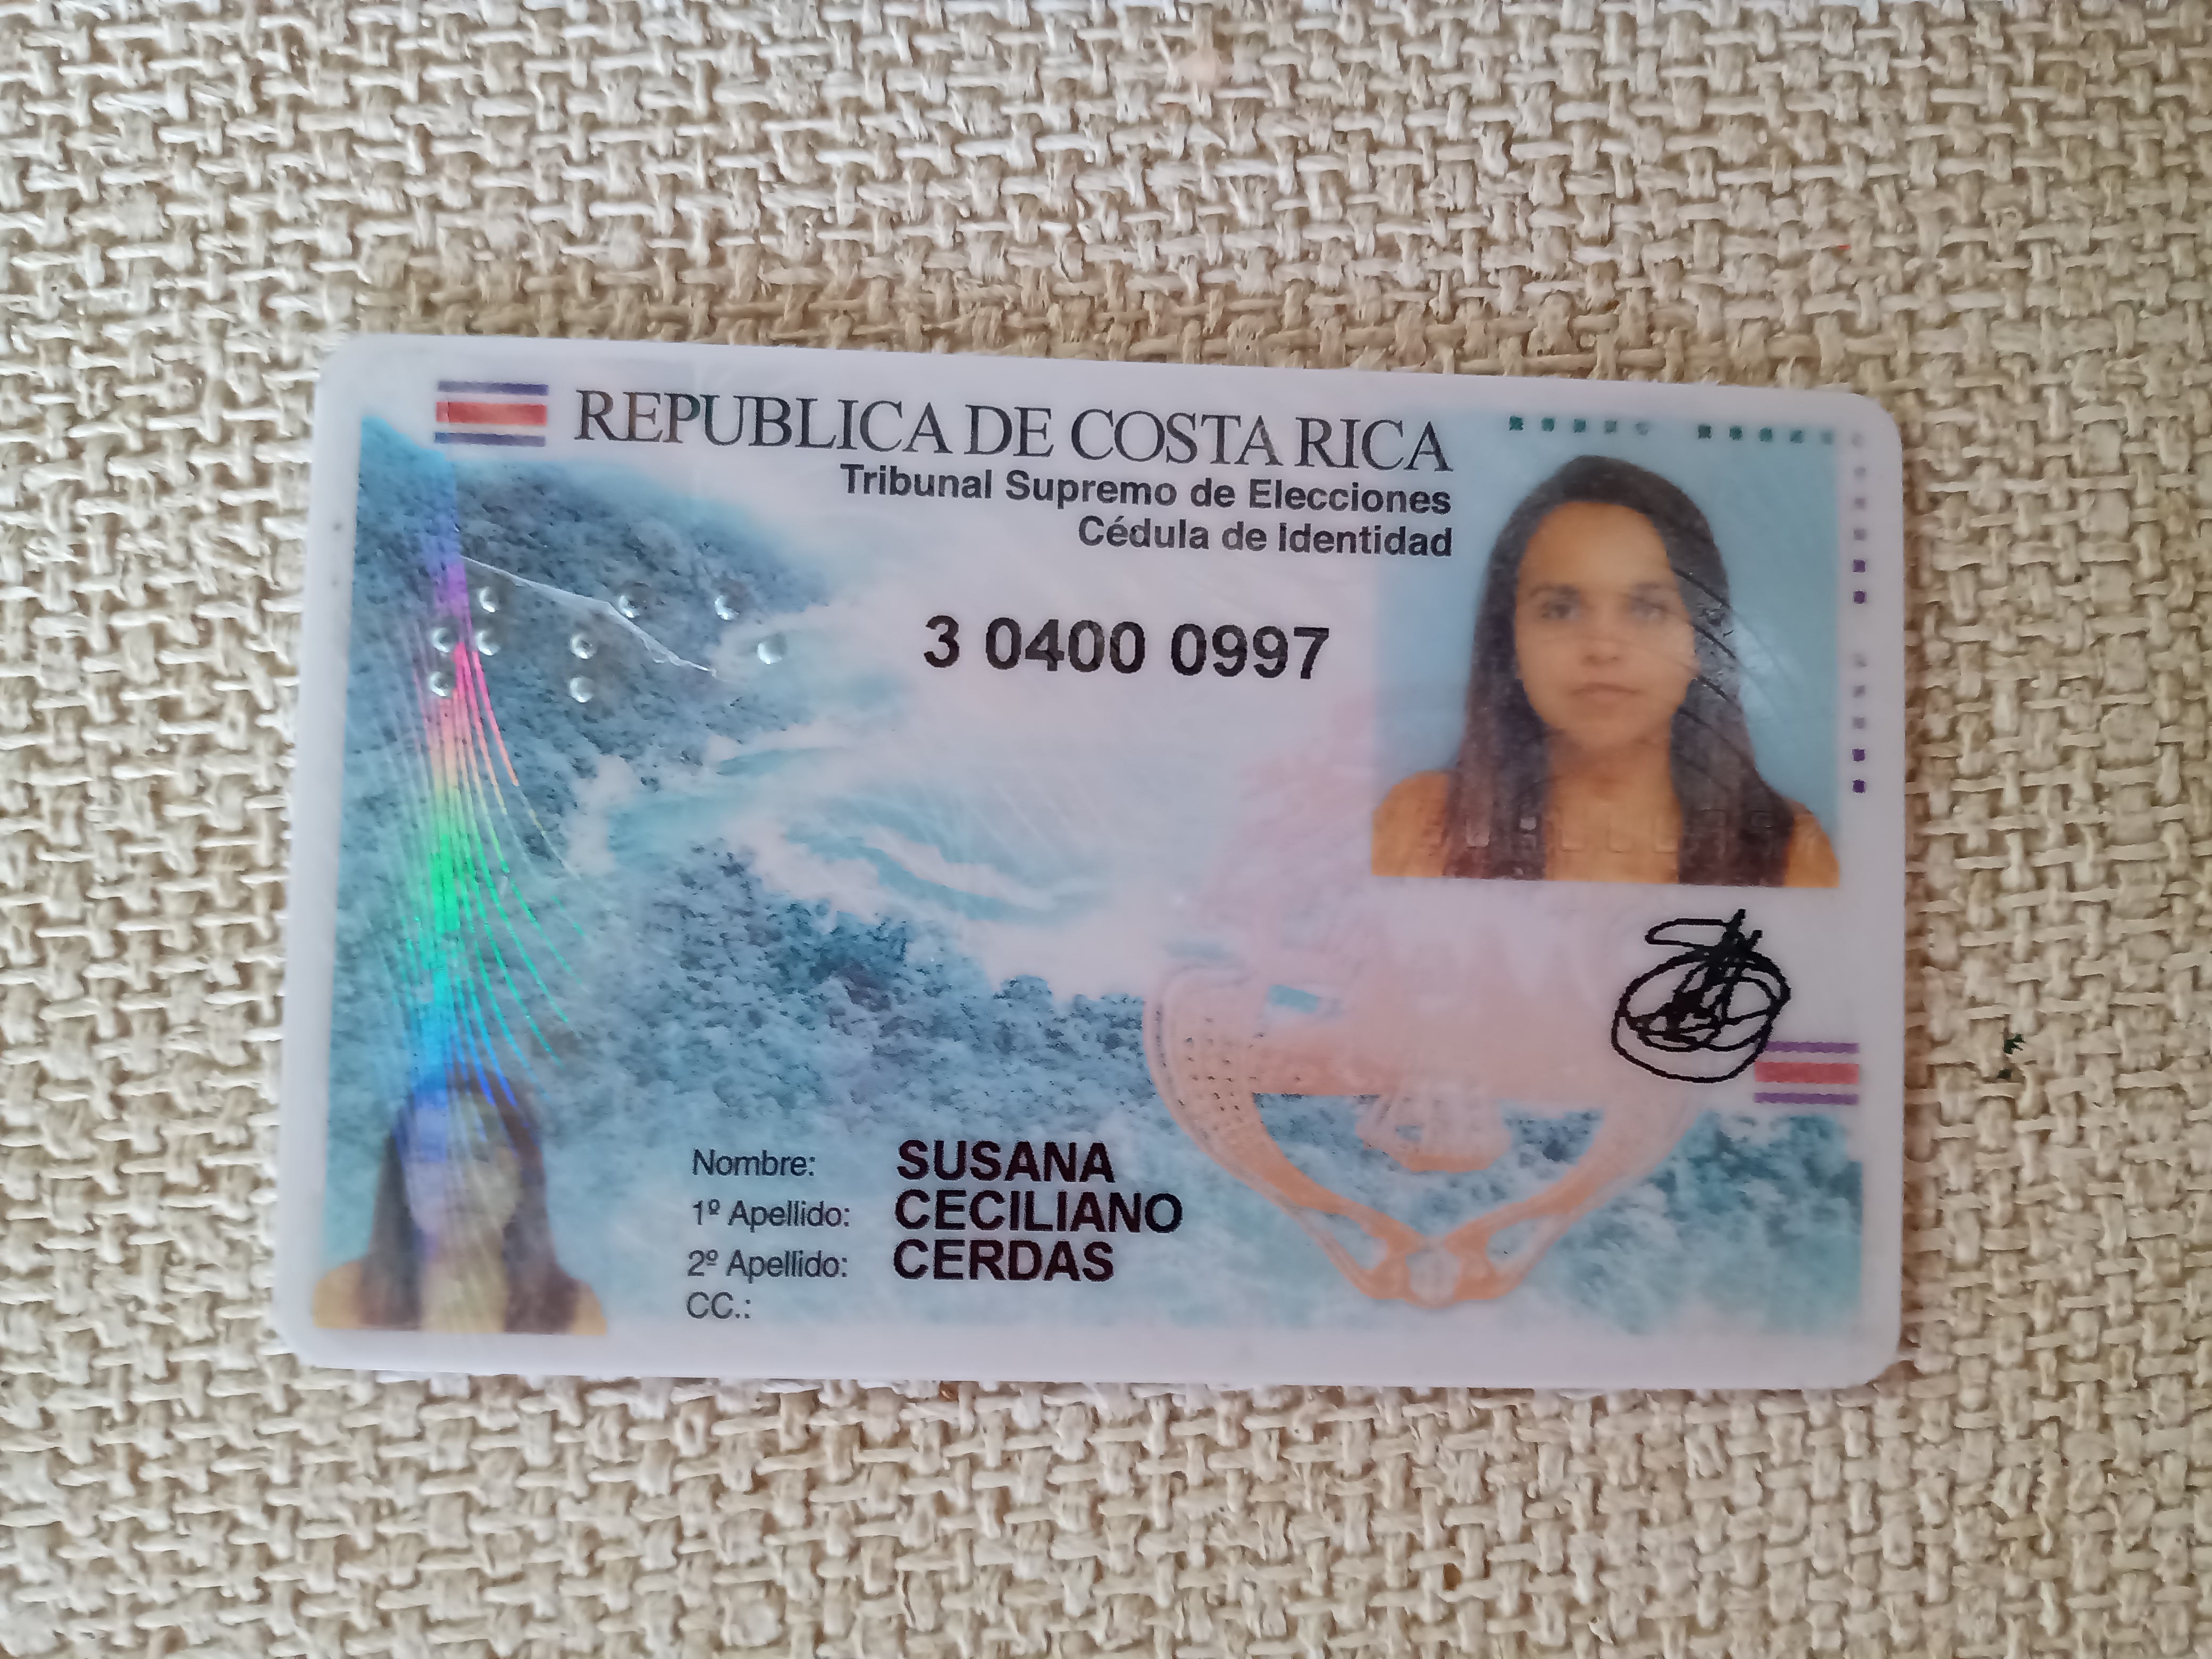 REPUBLICA DE COSTA RICA
Tribunal Supremo de Elecciones
Cédula de Identidad
3 0400 0997
Nombre: SUSANA
1º Apellido: CECILIANO
2º Apellido: CERDAS
CC.: